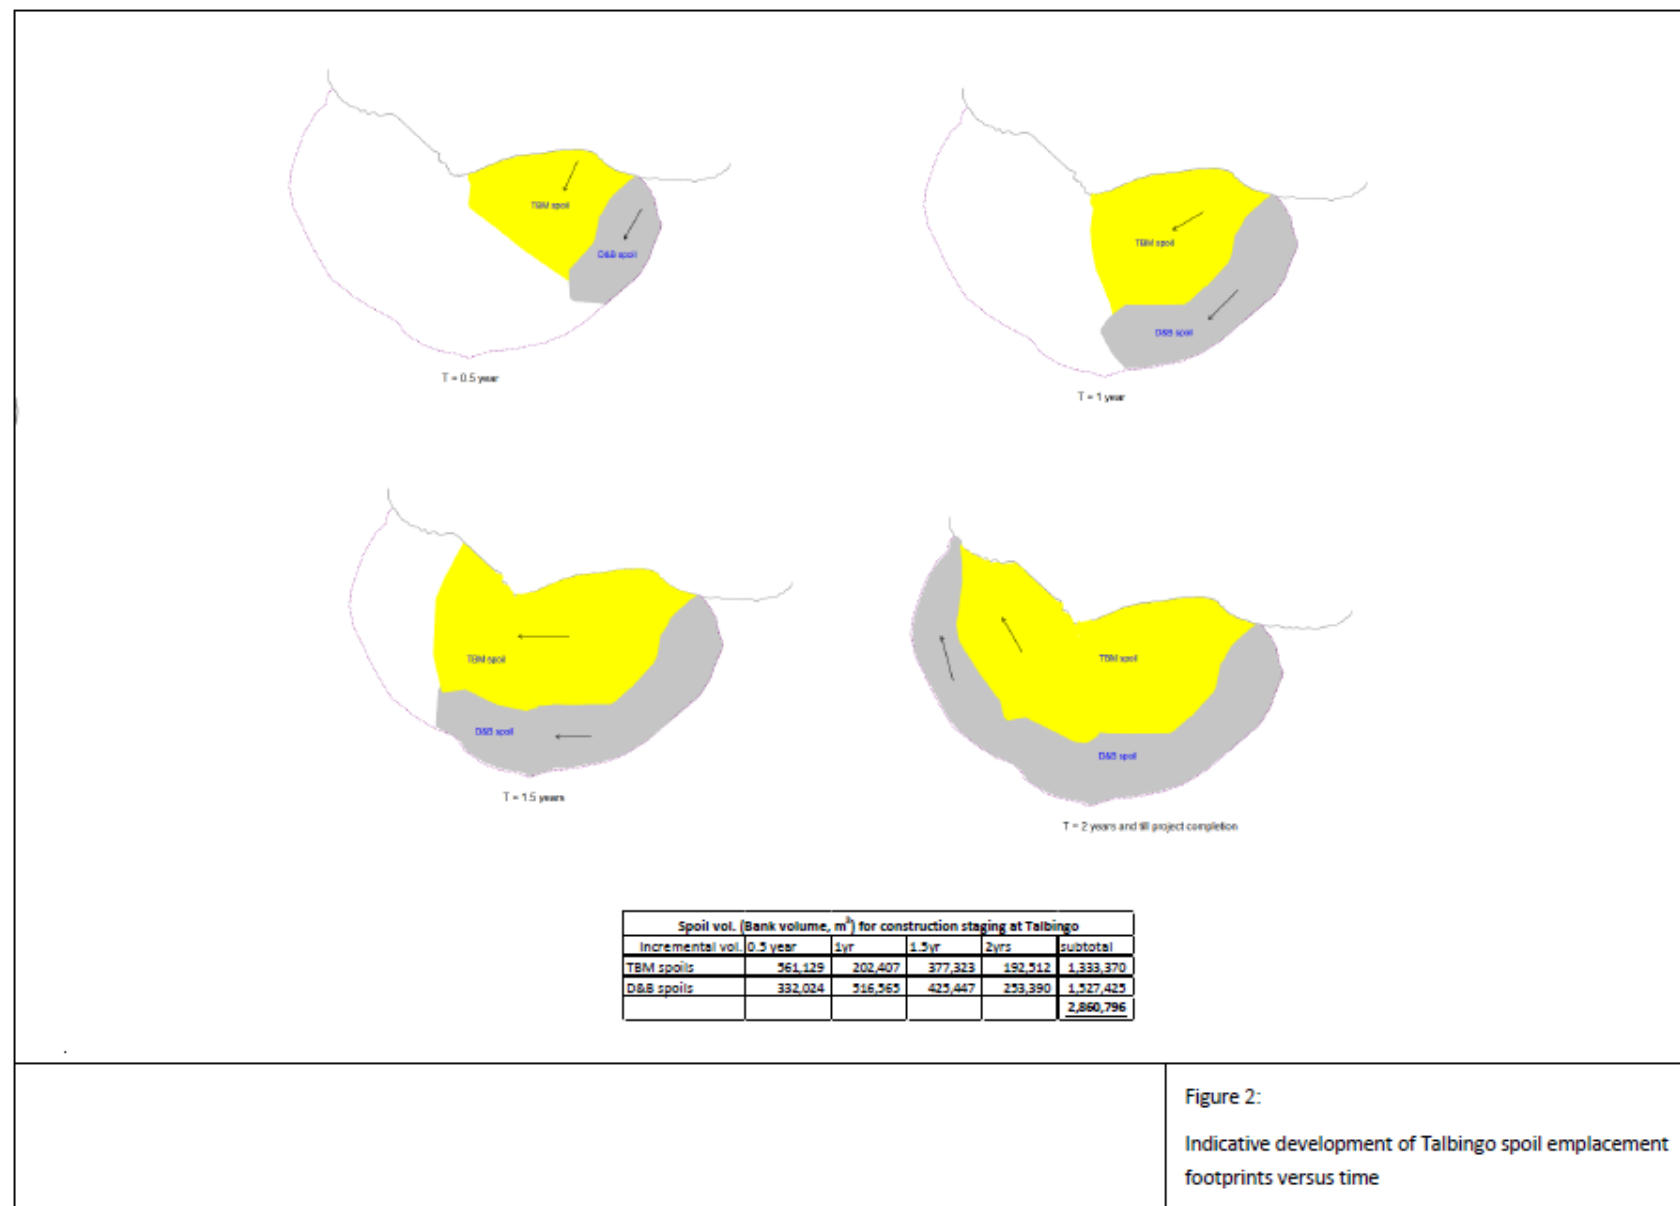 TBM spoil
D&B spoil
T = 0.5 year
TBM spoil
D&B spoil
T = 1 year
TBM spoil
D&B spoil
T = 1.5 years
TBM spoil
D&B spoil
T = 2 years and till project completion
Spoil vol. (Bank volume, m³) for construction staging at Talbingo
Incremental vol. 0.5 year 1yr 1.5yr 2yrs subtotal
TBM spoils 561,129 202,407 377,323 192,512 1,333,370
D&B spoils 332,024 516,565 425,447 253,390 1,527,425
2,860,796
Figure 2:
Indicative development of Talbingo spoil emplacement
footprints versus time